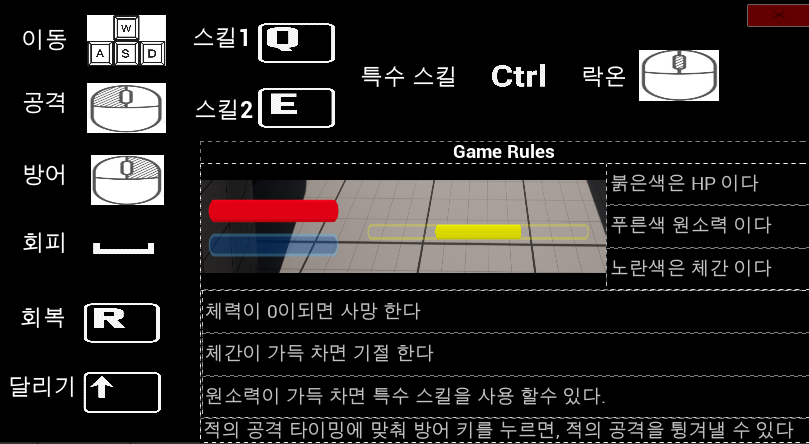 이동
W
A S D
스킬1 Q
공격
스킬2 E
특수 스킬 Ctrl
락온
방어
회피
회복 R
달리기
Game Rules
붉은색은 HP 이다
푸른색 원소력 이다
노란색은 체간 이다
체력이 0이되면 사망 한다
체간이 가득 차면 기절 한다
원소력이 가득 차면 특수 스킬을 사용 할수 있다.
적의 공격 타이밍에 맞춰 방어 키를 누르면, 적의 공격을 튕겨낼 수 있다